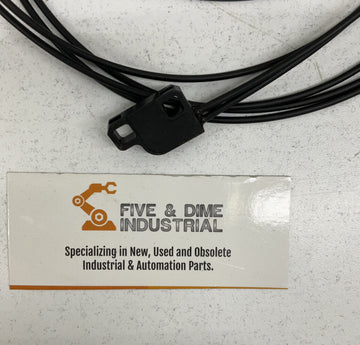 FIVE & DIME
INDUSTRIAL
Specializing in New, Used and Obsolete
Industrial & Automation Parts.